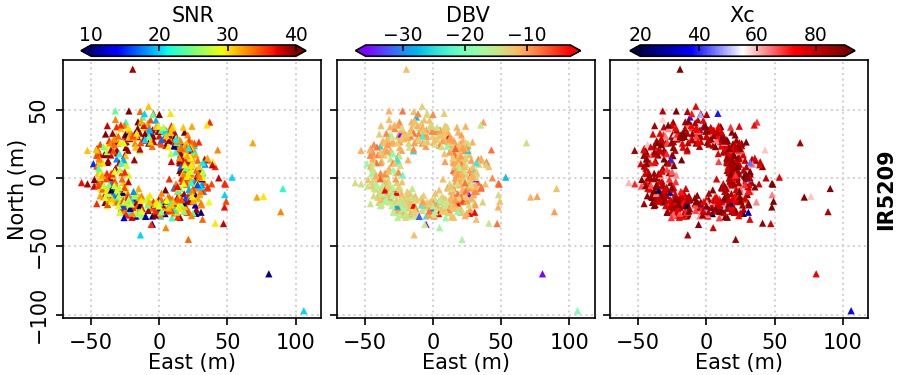 SNR DBV Xc
10 20 30 40 −30 −20 −10 20 40 60 80
50
0
−50
−100
North (m)
−50 0 50 100 −50 0 50 100 −50 0 50 100
East (m) East (m) East (m)
IR5209